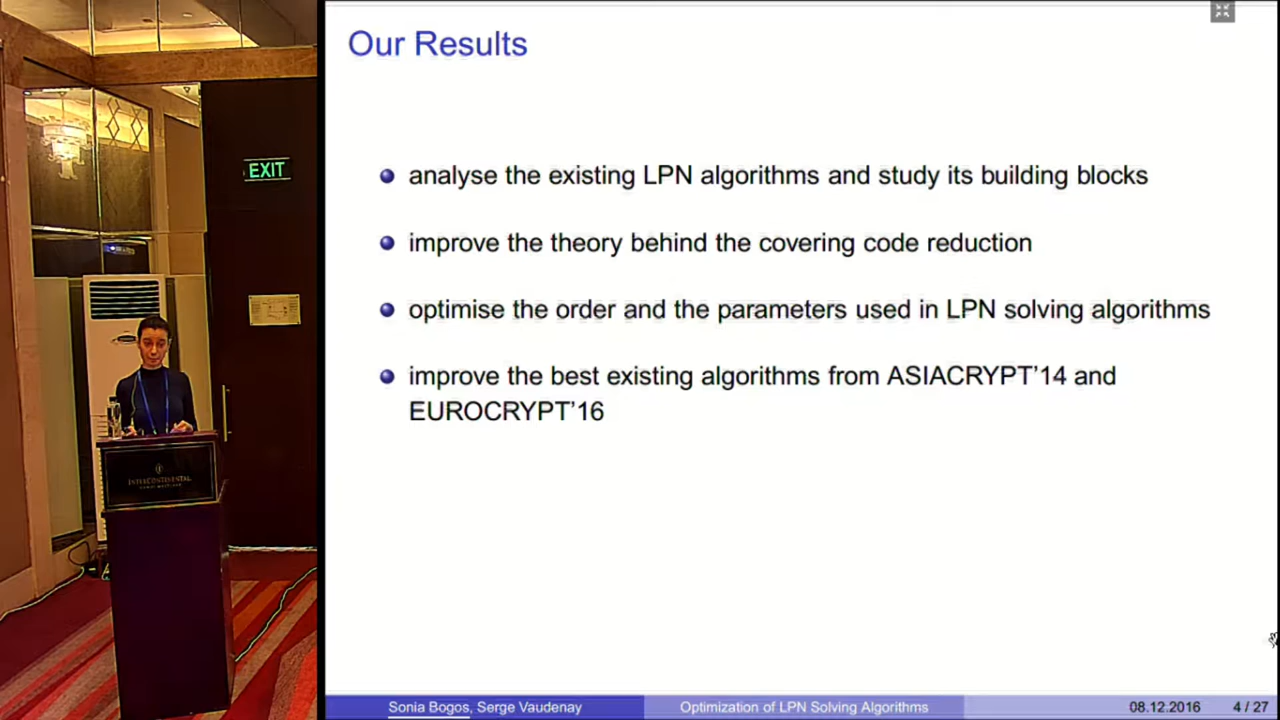 EXIT
INTERCONTINENTAL
Our Results
analyse the existing LPN algorithms and study its building blocks
improve the theory behind the covering code reduction
optimise the order and the parameters used in LPN solving algorithms
improve the best existing algorithms from ASIACRYPT'14 and
EUROCRYPT'16
Sonia Bogos, Serge Vaudenay
Optimization of LPN Solving Algorithms
08.12.2016
4 / 27